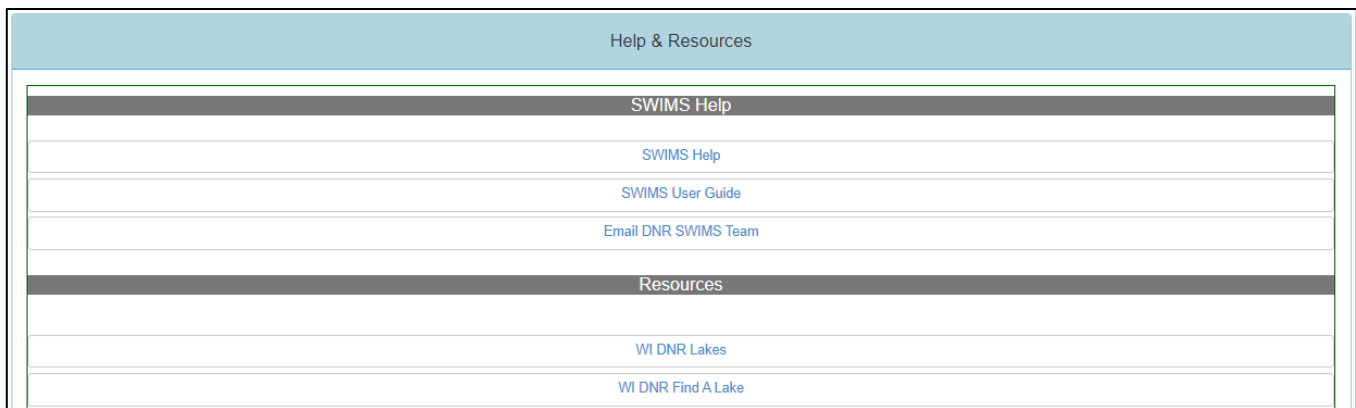 Help & Resources
SWIMS Help
SWIMS Help
SWIMS User Guide
Email DNR SWIMS Team
Resources
WI DNR Lakes
WI DNR Find A Lake